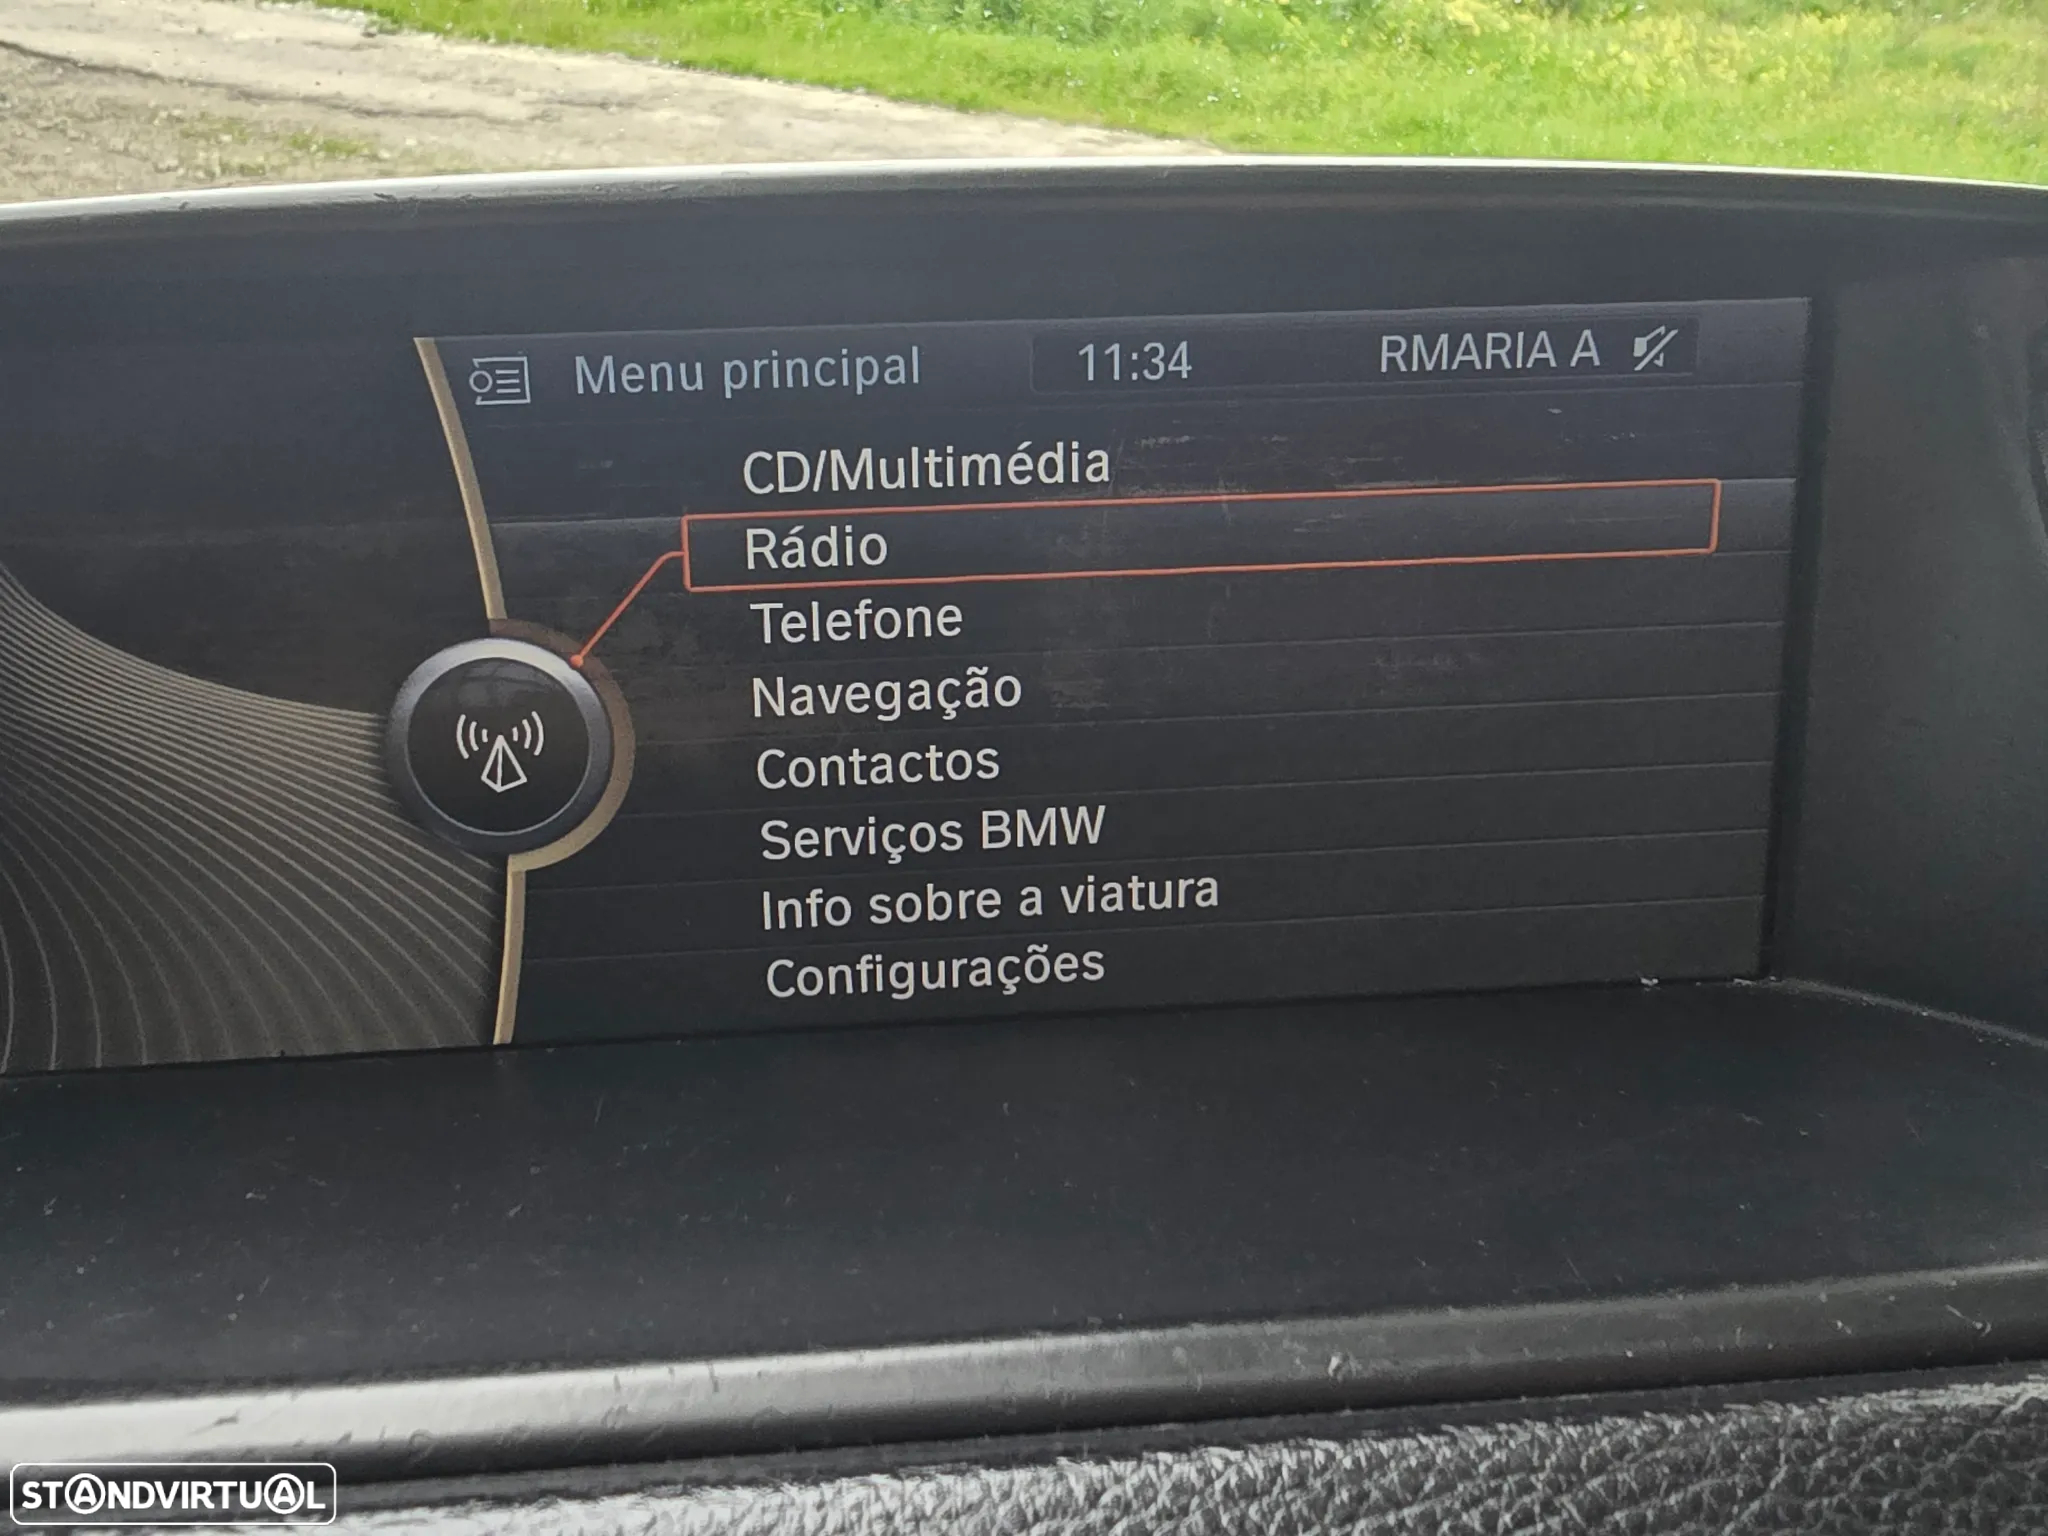 Menu principal 11:34 RMARIA A
CD/Multimédia
Rádio
Telefone
Navegação
Contactos
Serviços BMW
Info sobre a viatura
Configurações
STANDVIRTUAL